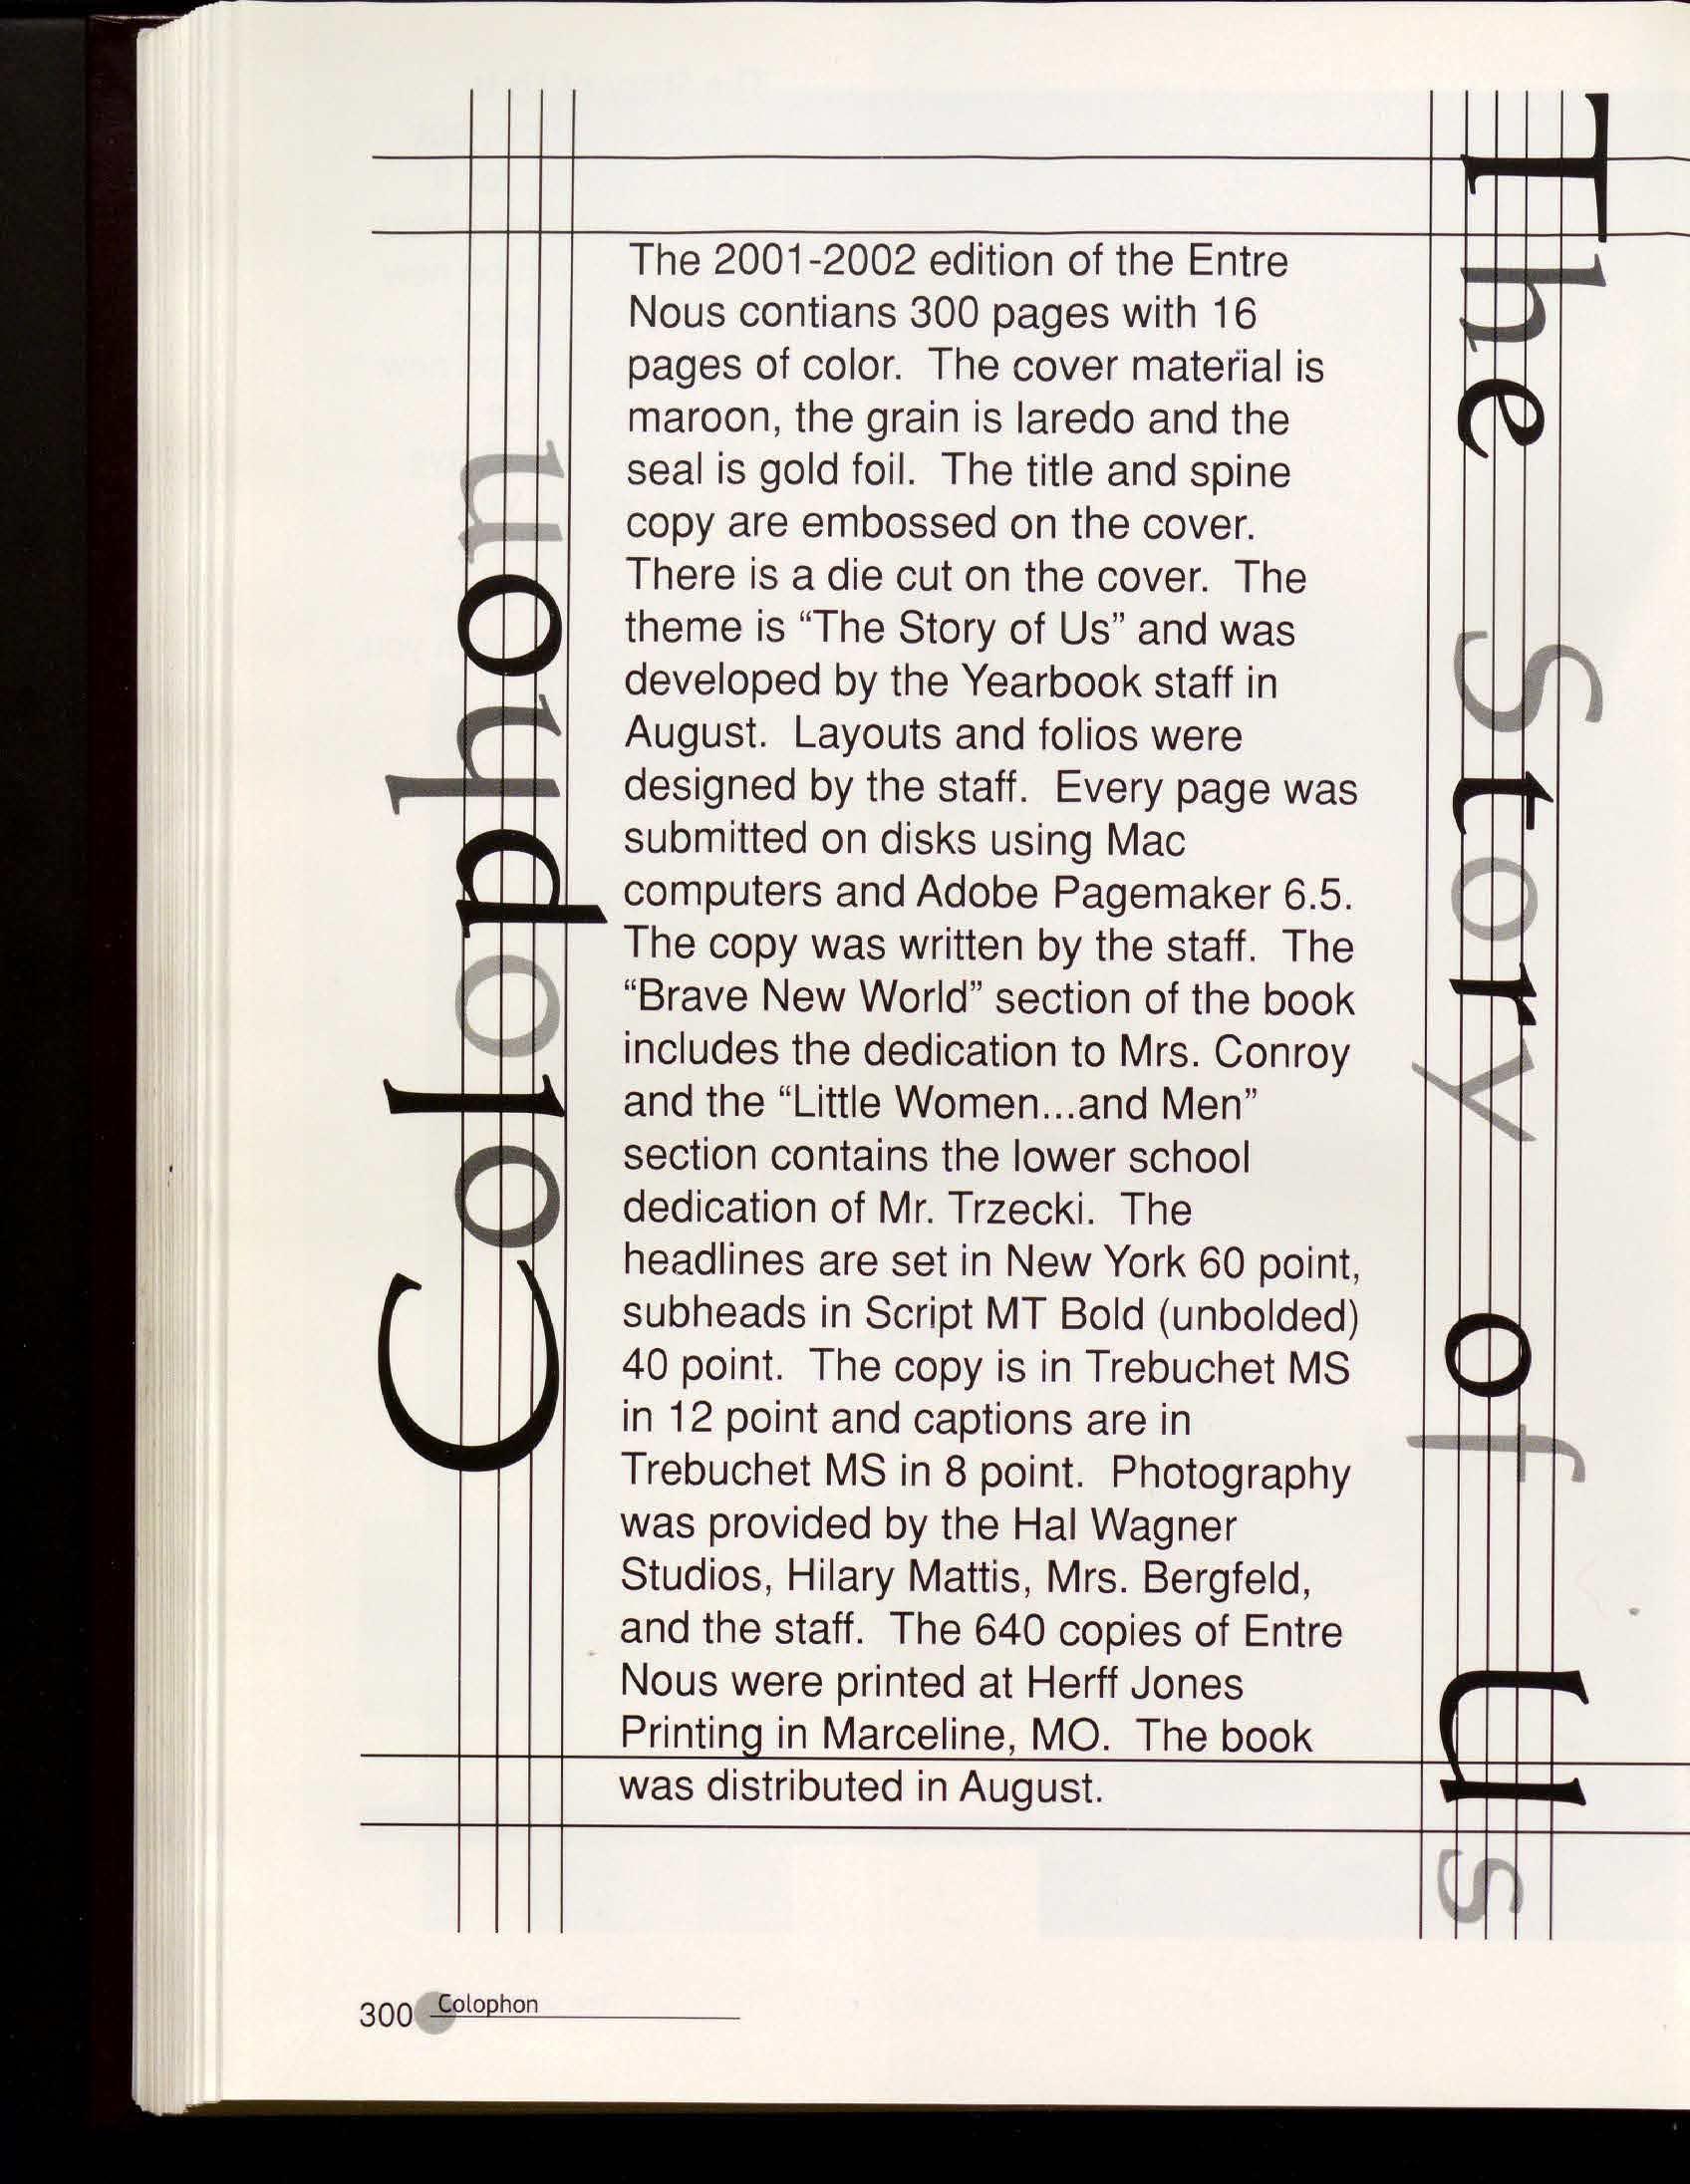 Colophon
The 2001-2002 edition of the Entre
Nous contians 300 pages with 16
pages of color.  The cover material is
maroon, the grain is laredo and the
seal is gold foil.  The title and spine
copy are embossed on the cover.
There is a die cut on the cover.  The
theme is “The Story of Us” and was
developed by the Yearbook staff in
August.  Layouts and folios were
designed by the staff.  Every page was
submitted on disks using Mac
computers and Adobe Pagemaker 6.5.
The copy was written by the staff.  The
“Brave New World” section of the book
includes the dedication to Mrs. Conroy
and the “Little Women...and Men”
section contains the lower school
dedication of Mr. Trzecki.  The
headlines are set in New York 60 point,
subheads in Script MT Bold (unbolded)
40 point.  The copy is in Trebuchet MS
in 12 point and captions are in
Trebuchet MS in 8 point.  Photography
was provided by the Hal Wagner
Studios, Hilary Mattis, Mrs. Bergfeld,
and the staff.  The 640 copies of Entre
Nous were printed at Herff Jones
Printing in Marceline, MO.  The book
was distributed in August.
The Story of Us
300 Colophon